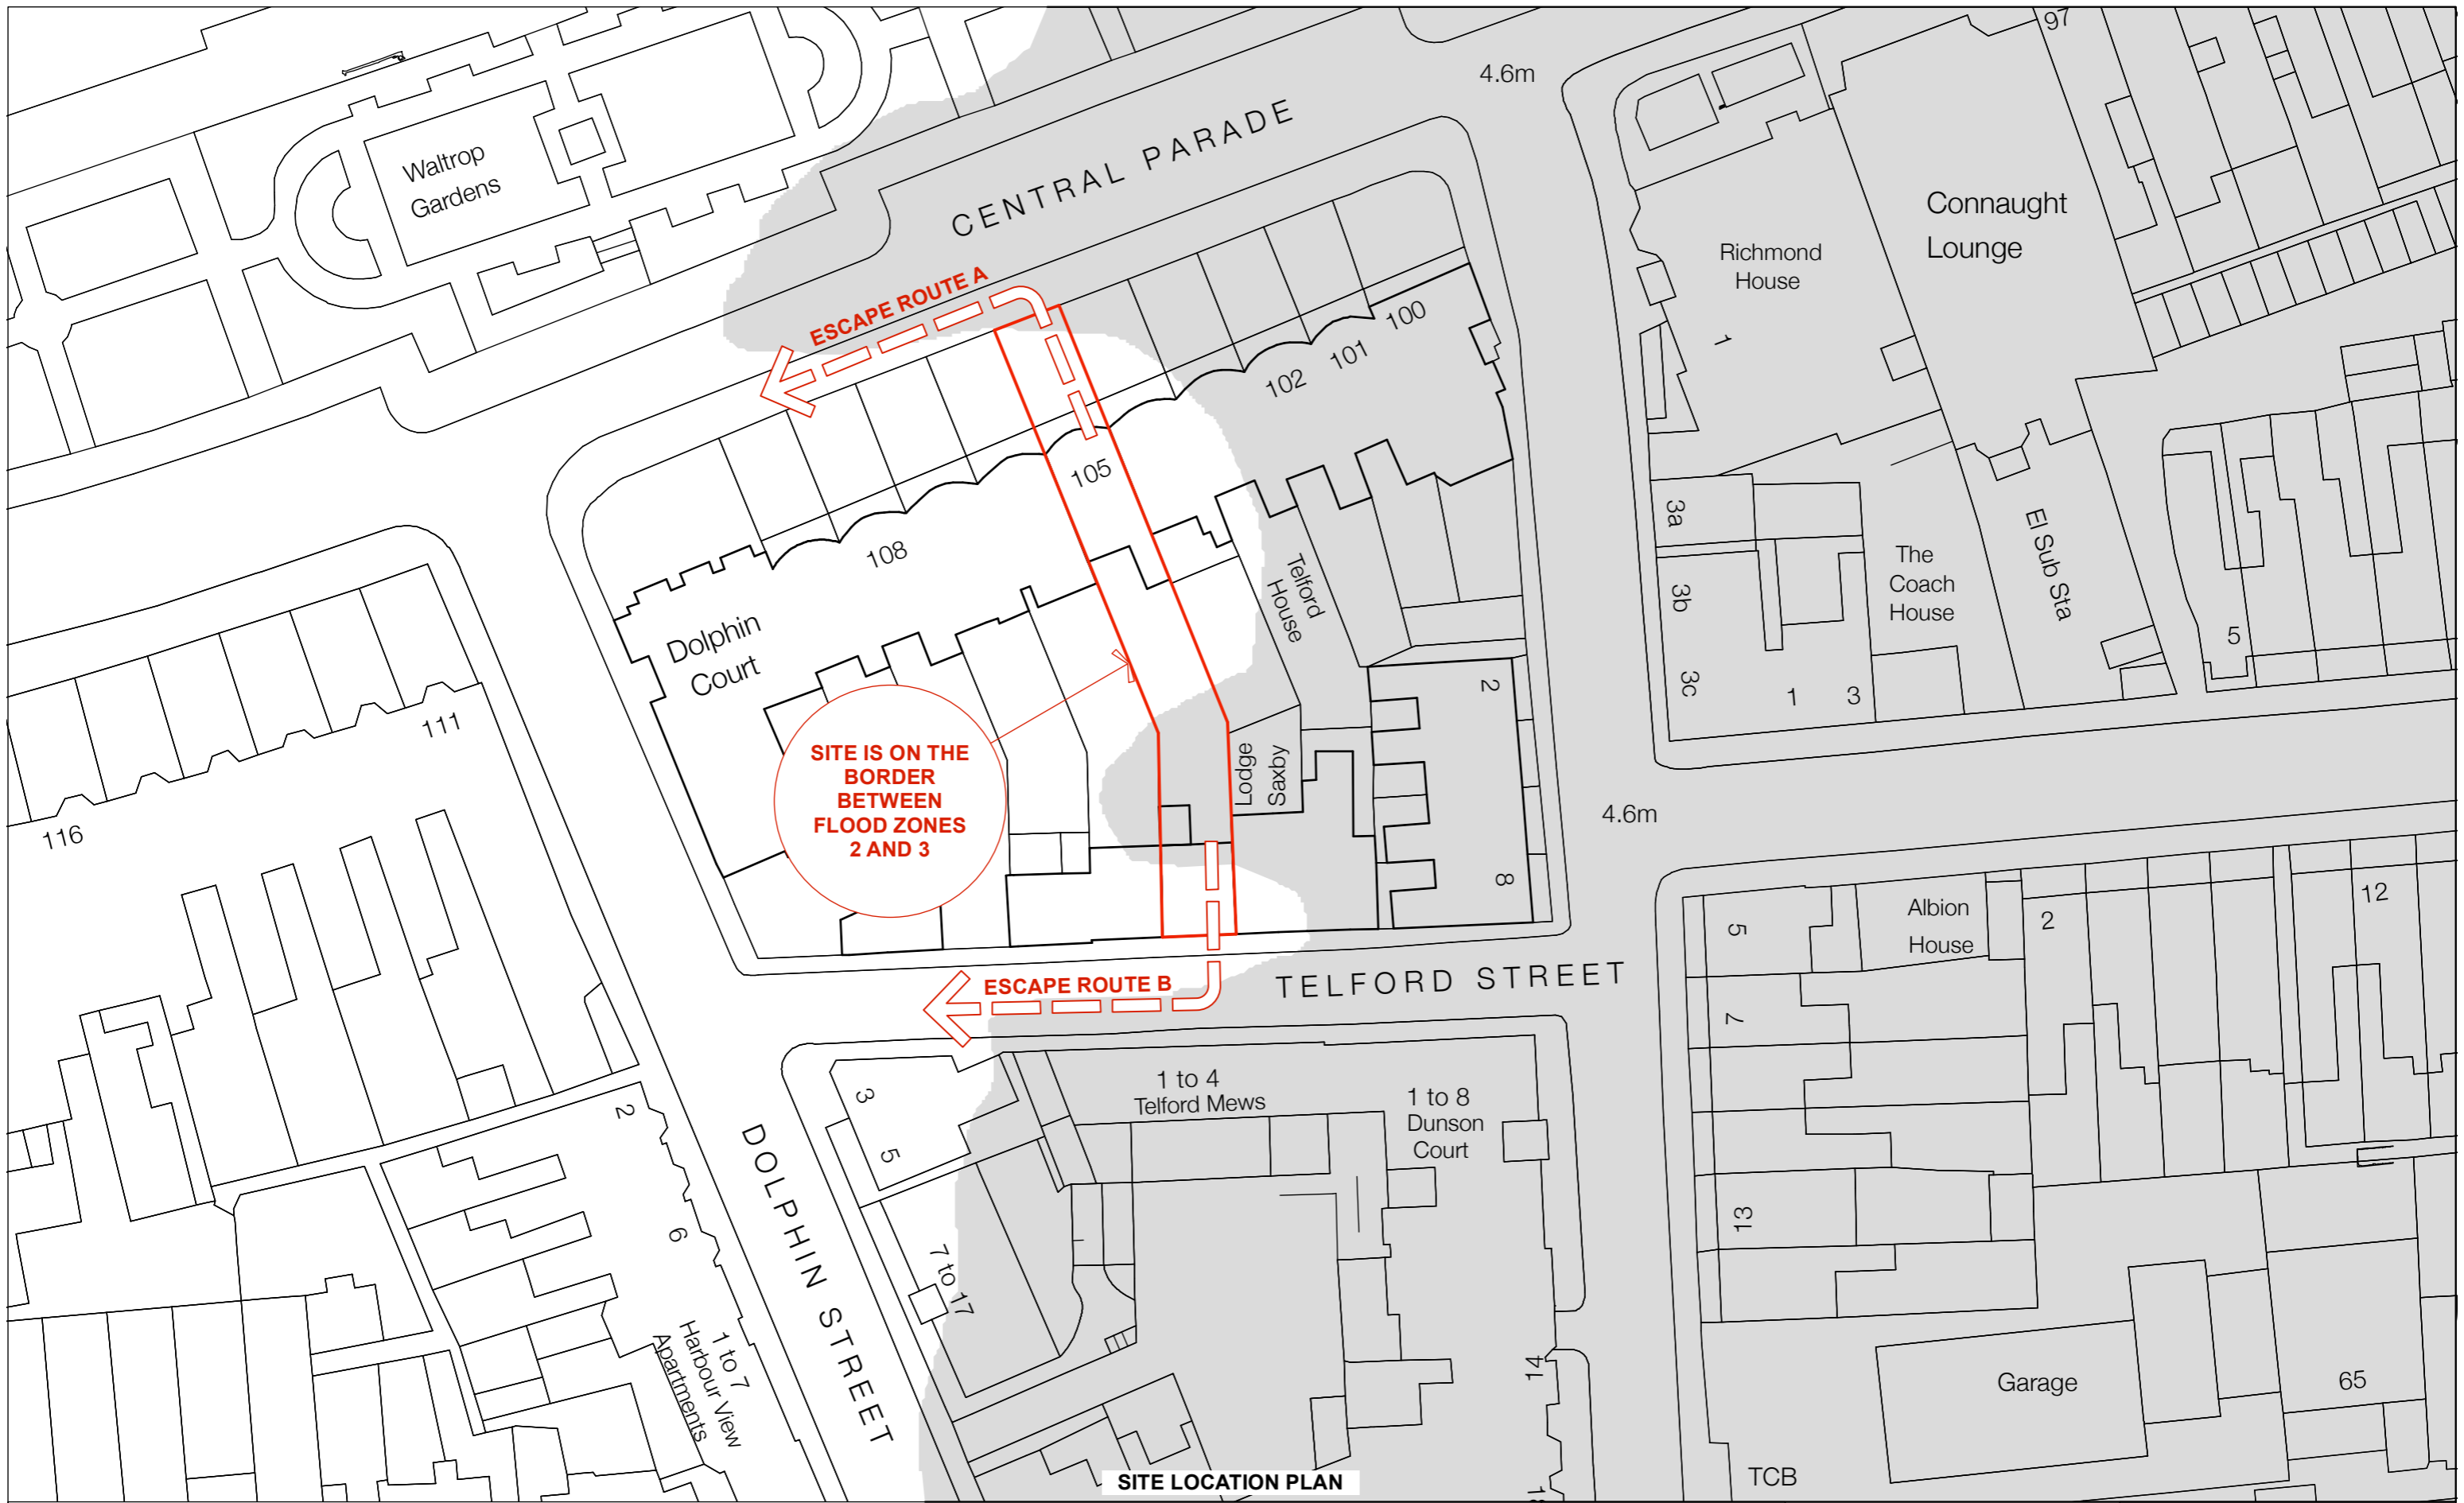 97
4.6m
CENTRAL PARADE
Waltrop
Gardens
Connaught
Lounge
Richmond
House
1
ESCAPE ROUTE A
100
101
102
105
108
3a
3b
3c
1
3
The
Coach
House
El Sub Sta
5
Telford
House
Dolphin
Court
2
8
Lodge
Saxby
111
116
SITE IS ON THE
BORDER
BETWEEN
FLOOD ZONES
2 AND 3
4.6m
12
5
Albion
House
2
ESCAPE ROUTE B
TELFORD STREET
7
1 to 4
Telford Mews
1 to 8
Dunson
Court
3
5
2
6
DOLPHIN STREET
13
7 to 17
1 to 7
Harbour View
Apartments
14
Garage
65
TCB
SITE LOCATION PLAN